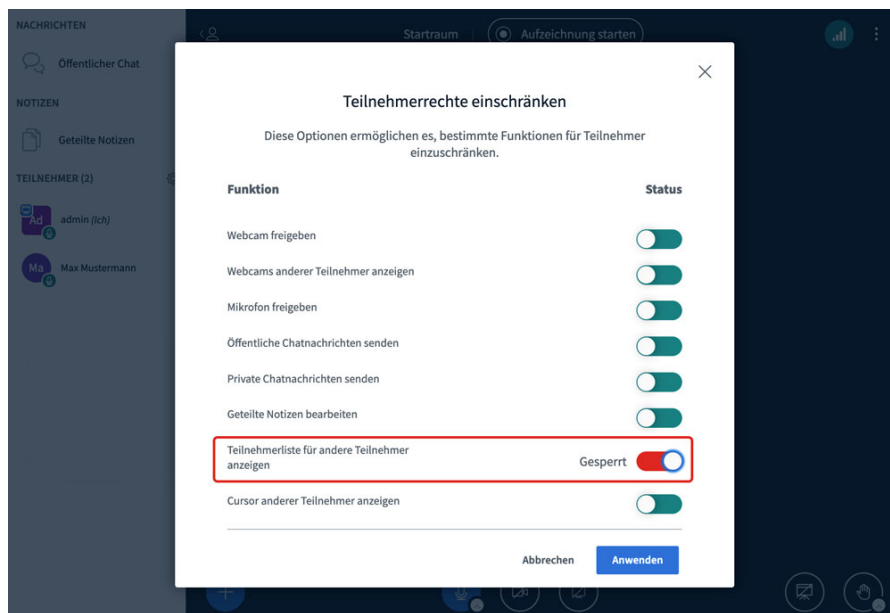 NACHRICHTEN
Startraum
Aufzeichnung starten
Öffentlicher Chat
NOTIZEN
Geteilte Notizen
TEILNEHMER (2)
Ad
admin (Ich)
Ma
Max Mustermann
Teilnehmerrechte einschränken
Diese Optionen ermöglichen es, bestimmte Funktionen für Teilnehmer
einzuschränken.
Funktion Status
Webcam freigeben
Webcams anderer Teilnehmer anzeigen
Mikrofon freigeben
Öffentliche Chatnachrichten senden
Private Chatnachrichten senden
Geteilte Notizen bearbeiten
Teilnehmerliste für andere Teilnehmer
anzeigen
Gesperrt
Cursor anderer Teilnehmer anzeigen
Abbrechen Anwenden